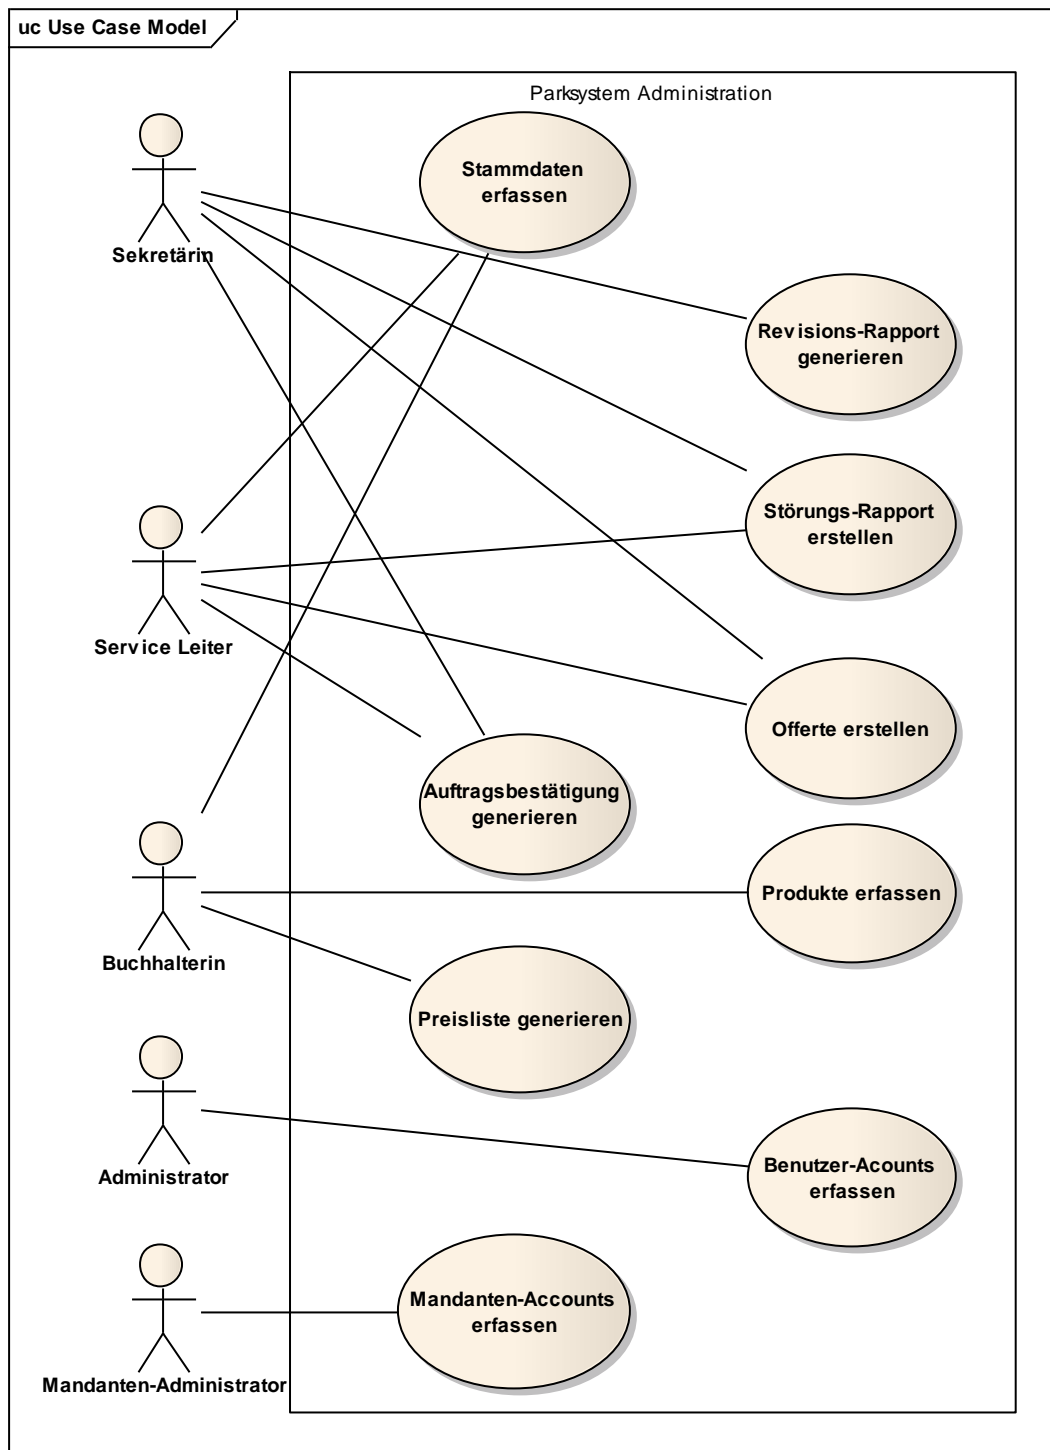 uc Use Case Model
Parksystem Administration
Stammdaten
erfassen
Sekretärin
Revisions-Rapport
generieren
Störungs-Rapport
erstellen
Service Leiter
Offerte erstellen
Auftragsbestätigung
generieren
Produkte erfassen
Buchhalterin
Preisliste generieren
Administrator
Benutzer-Acounts
erfassen
Mandanten-Accounts
erfassen
Mandanten-Administrator